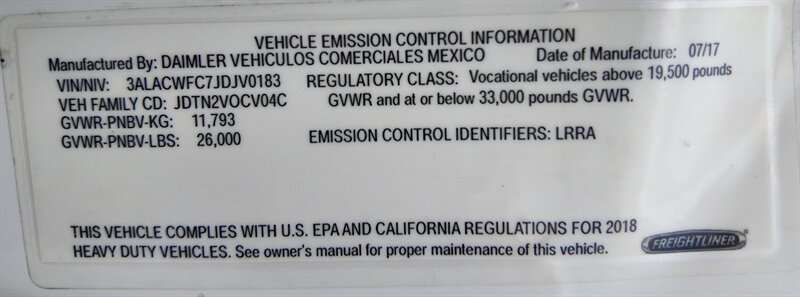 VEHICLE EMISSION CONTROL INFORMATION
Manufactured By: DAIMLER VEHICULOS COMERCIALES MEXICO Date of Manufacture: 07/17
VIN/NIV: 3ALACWFC7JDJV0183 REGULATORY CLASS: Vocational vehicles above 19,500 pounds
VEH FAMILY CD: JDTN2VOCV04C GVWR and at or below 33,000 pounds GVWR.
GVWR-PNBV-KG: 11,793
GVWR-PNBV-LBS: 26,000 EMISSION CONTROL IDENTIFIERS: LRRA
THIS VEHICLE COMPLIES WITH U.S. EPA AND CALIFORNIA REGULATIONS FOR 2018
HEAVY DUTY VEHICLES. See owner's manual for proper maintenance of this vehicle.
FREIGHTLINER